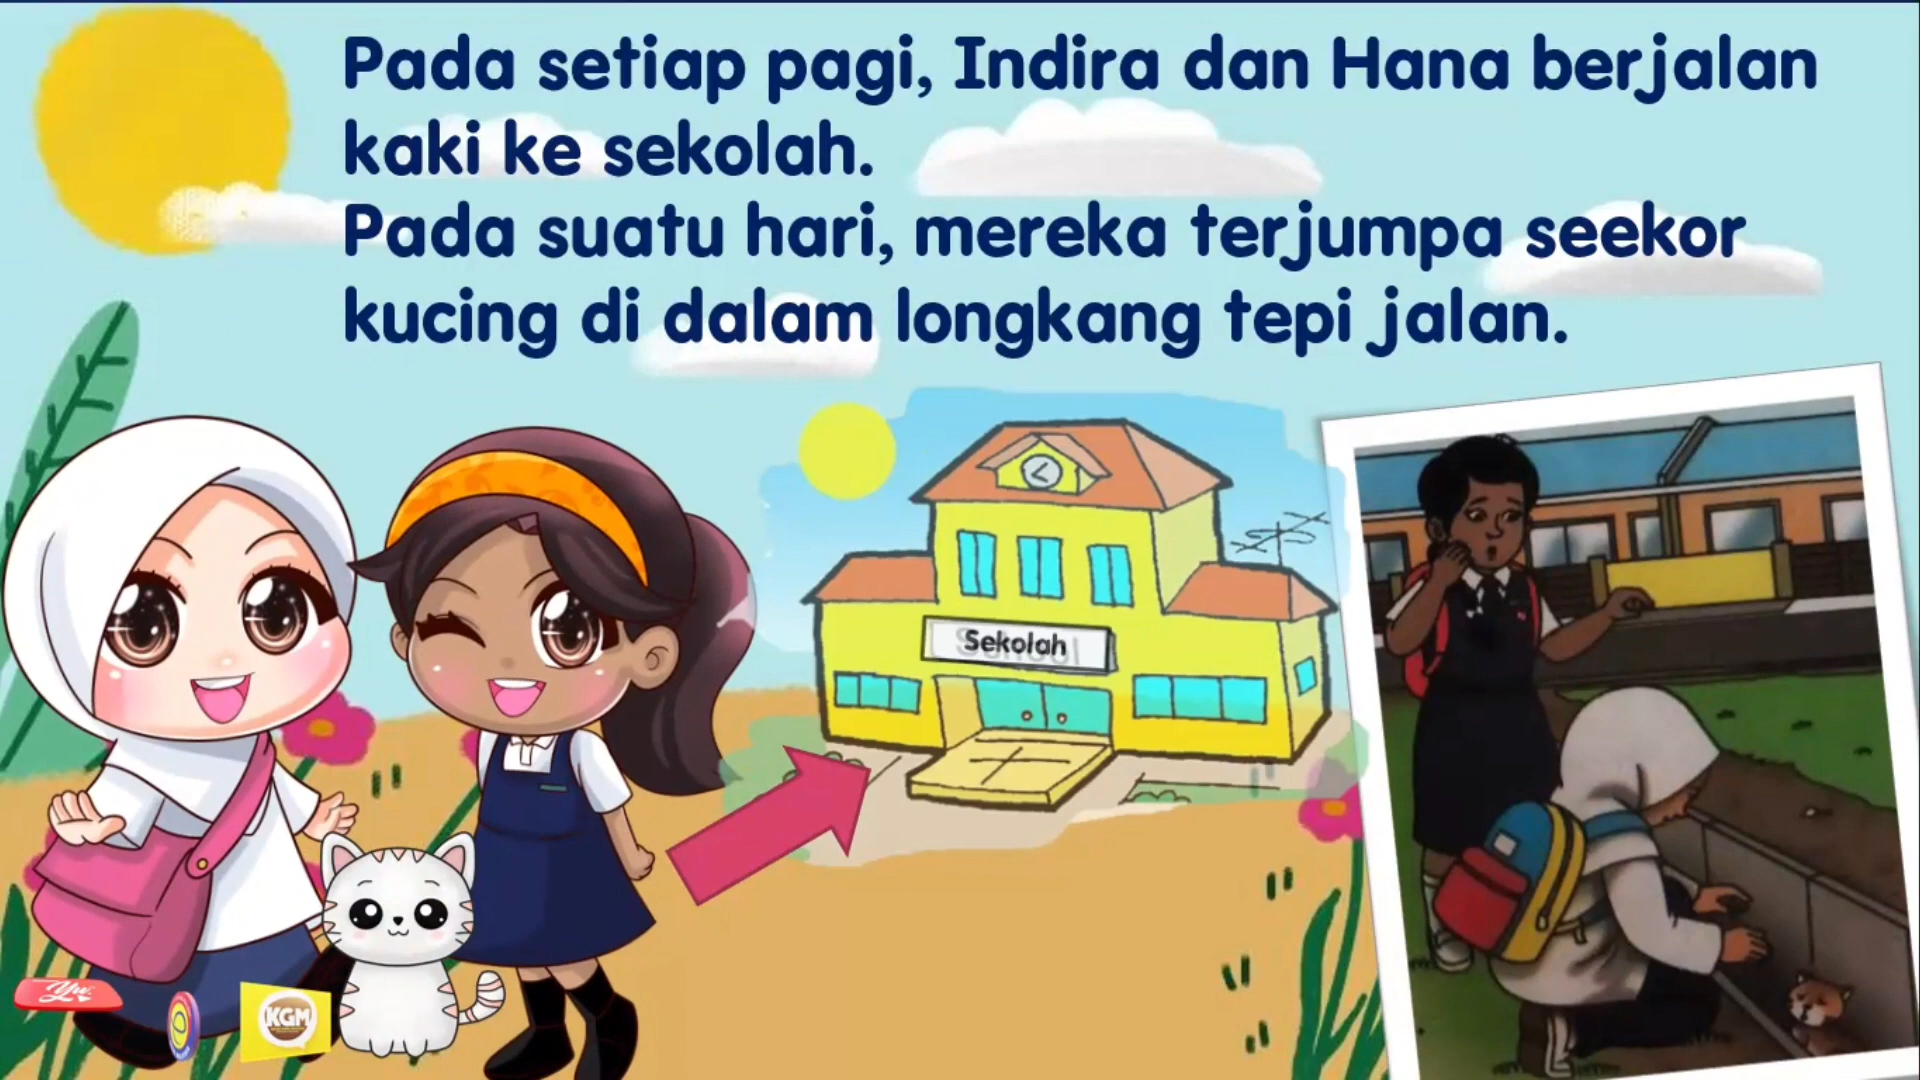 Pada setiap pagi, Indira dan Hana berjalan
kaki ke sekolah.
Pada suatu hari, mereka terjumpa seekor
kucing di dalam longkang tepi jalan.
Sekolah
KGM